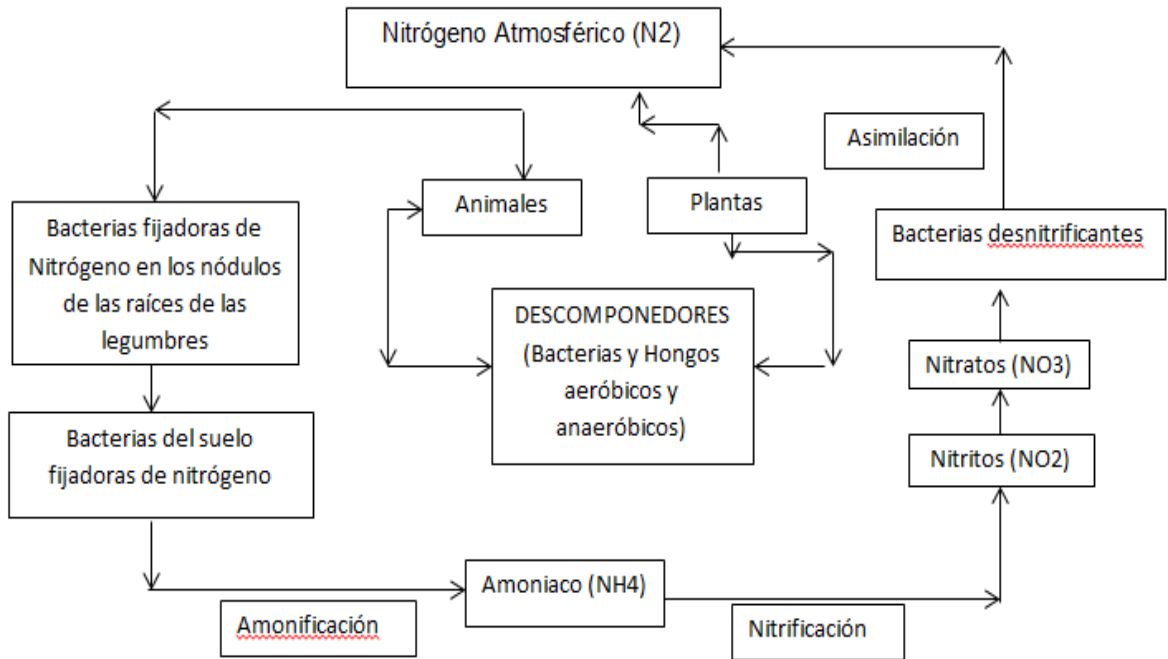 Nitrógeno Atmosférico (N2)
Asimilación
Animales
Plantas
Bacterias fijadoras de
Nitrógeno en los nódulos
de las raíces de las
legumbres
Bacterias desnitrificantes
DESCOMPONEDORES
(Bacterias y Hongos
aeróbicos y
anaeróbicos)
Nitratos (NO3)
Bacterias del suelo
fijadoras de nitrógeno
Nitritos (NO2)
Amoniaco (NH4)
Amonificación
Nitrificación